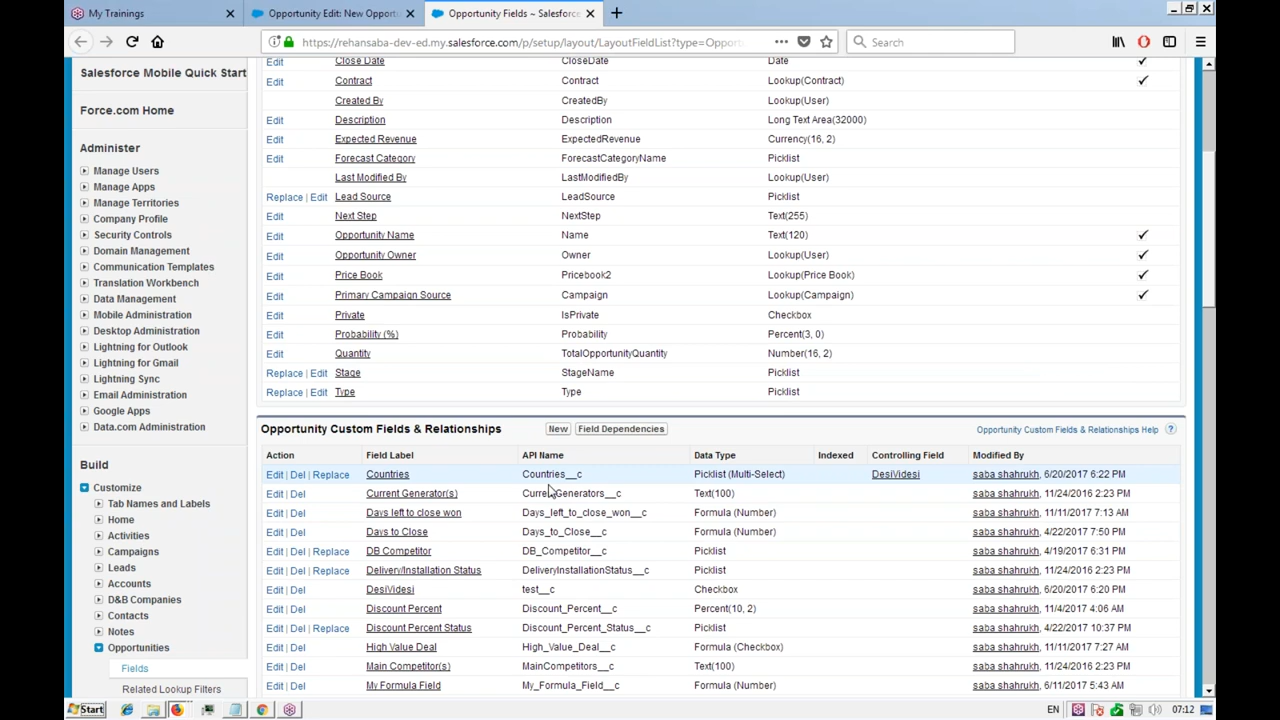 My Trainings
Opportunity Edit: New Opport
Opportunity Fields ~ Salesforce
https://rehansaba-dev-ed.my.salesforce.com/p/setup/layout/LayoutFieldList?type=Opport
Search
Salesforce Mobile Quick Start
Force.com Home
Administer
Manage Users
Manage Apps
Manage Territories
Company Profile
Security Controls
Domain Management
Communication Templates
Translation Workbench
Data Management
Mobile Administration
Desktop Administration
Lightning for Outlook
Lightning for Gmail
Lightning Sync
Email Administration
Google Apps
Data.com Administration
Build
Customize
Tab Names and Labels
Home
Activities
Campaigns
Leads
Accounts
D&B Companies
Contacts
Notes
Opportunities
Fields
Related Lookup Filters
Edit Close Date CloseDate Date
Edit Contract Contract Lookup(Contract)
Created By CreatedBy Lookup(User)
Edit Description Description Long Text Area(32000)
Edit Expected Revenue ExpectedRevenue Currency(16, 2)
Edit Forecast Category ForecastCategoryName Picklist
Last Modified By LastModifiedBy Lookup(User)
Replace | Edit Lead Source LeadSource Picklist
Edit Next Step NextStep Text(255)
Edit Opportunity Name Name Text(120)
Edit Opportunity Owner Owner Lookup(User)
Edit Price Book Pricebook2 Lookup(Price Book)
Edit Primary Campaign Source Campaign Lookup(Campaign)
Edit Private IsPrivate Checkbox
Edit Probability (%) Probability Percent(3, 0)
Edit Quantity TotalOpportunityQuantity Number(16, 2)
Replace | Edit Stage StageName Picklist
Replace | Edit Type Type Picklist
Opportunity Custom Fields & Relationships New Field Dependencies Opportunity Custom Fields & Relationships Help ?
Action Field Label API Name Data Type Indexed Controlling Field Modified By
Edit | Del | Replace Countries Countries__c Picklist (Multi-Select) DesiVidesi saba shahrukh, 6/20/2017 6:22 PM
Edit | Del Current Generator(s) CurrentGenerators__c Text(100) saba shahrukh, 11/24/2016 2:23 PM
Edit | Del Days left to close won Days_left_to_close_won__c Formula (Number) saba shahrukh, 11/11/2017 7:13 AM
Edit | Del Days to Close Days_to_Close__c Formula (Number) saba shahrukh, 4/22/2017 7:50 PM
Edit | Del | Replace DB Competitor DB_Competitor__c Picklist saba shahrukh, 4/19/2017 6:31 PM
Edit | Del | Replace Delivery/Installation Status DeliveryInstallationStatus__c Picklist saba shahrukh, 11/24/2016 2:23 PM
Edit | Del DesiVidesi test__c Checkbox saba shahrukh, 6/20/2017 6:20 PM
Edit | Del Discount Percent Discount_Percent__c Percent(10, 2) saba shahrukh, 11/4/2017 4:06 AM
Edit | Del | Replace Discount Percent Status Discount_Percent_Status__c Picklist saba shahrukh, 4/22/2017 10:37 PM
Edit | Del High Value Deal High_Value_Deal__c Formula (Checkbox) saba shahrukh, 11/11/2017 7:27 AM
Edit | Del Main Competitor(s) MainCompetitors__c Text(100) saba shahrukh, 11/24/2016 2:23 PM
Edit | Del My Formula Field My_Formula_Field__c Formula (Number) saba shahrukh, 6/11/2017 5:43 AM
Start EN 07:12